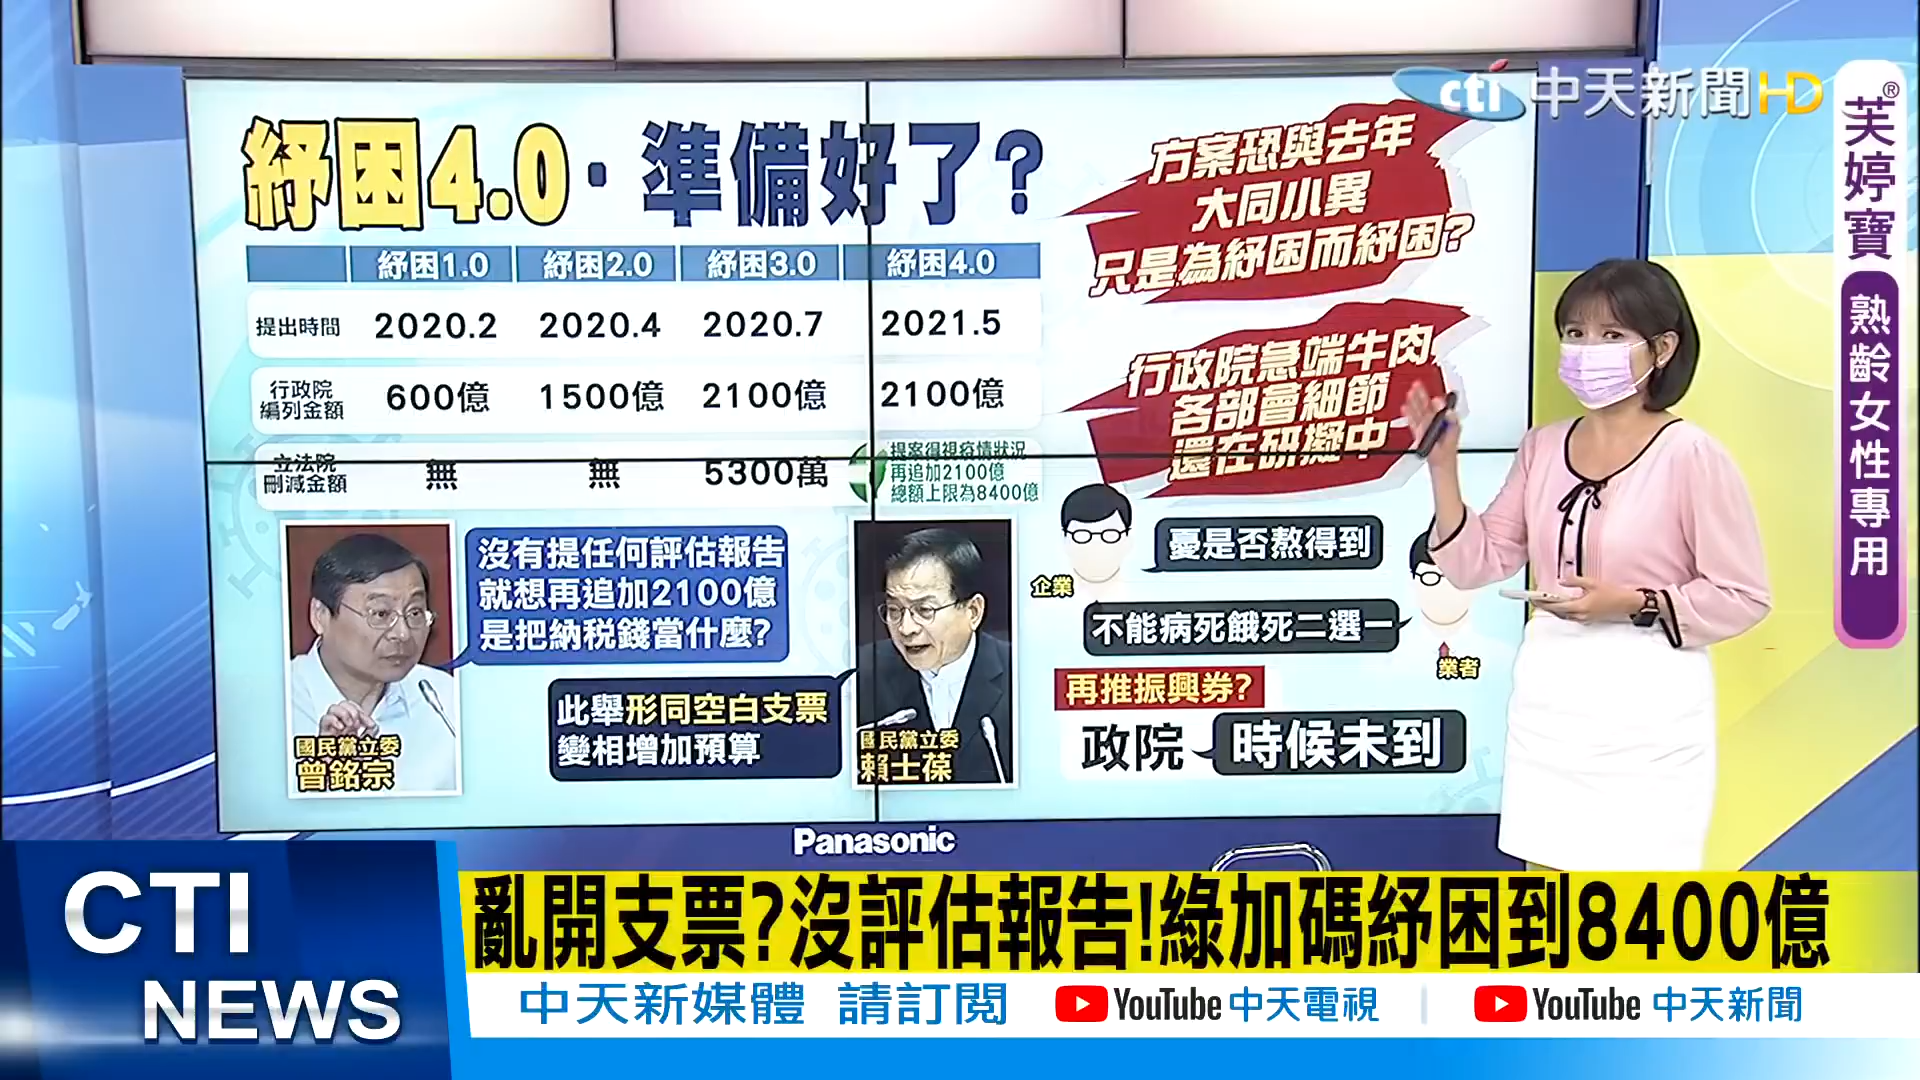 cti 中天新聞 HD
紓困4.0·準備好了?
紓困1.0 紓困2.0 紓困3.0 紓困4.0
提出時間 2020.2 2020.4 2020.7 2021.5
行政院
編列金額 600億 1500億 2100億 2100億
立法院
刪減金額 無 無 5300萬
提案得視疫情狀況
再追加2100億
總額上限為8400億
沒有提任何評估報告
就想再追加2100億
是把納稅錢當什麼?
國民黨立委
曾銘宗
此舉形同空白支票
變相增加預算
國民黨立委
賴士葆
方案恐與去年
大同小異
只是為紓困而紓困?
行政院急端牛肉
各部會細節
還在研擬中
憂是否熬得到
企業
不能病死餓死二選一
業者
再推振興券?
政院 時候未到
Panasonic
芙婷寶®
熟齡女性專用
CTI
NEWS
亂開支票?沒評估報告!綠加碼紓困到8400億
中天新媒體 請訂閱 YouTube 中天電視 | YouTube 中天新聞